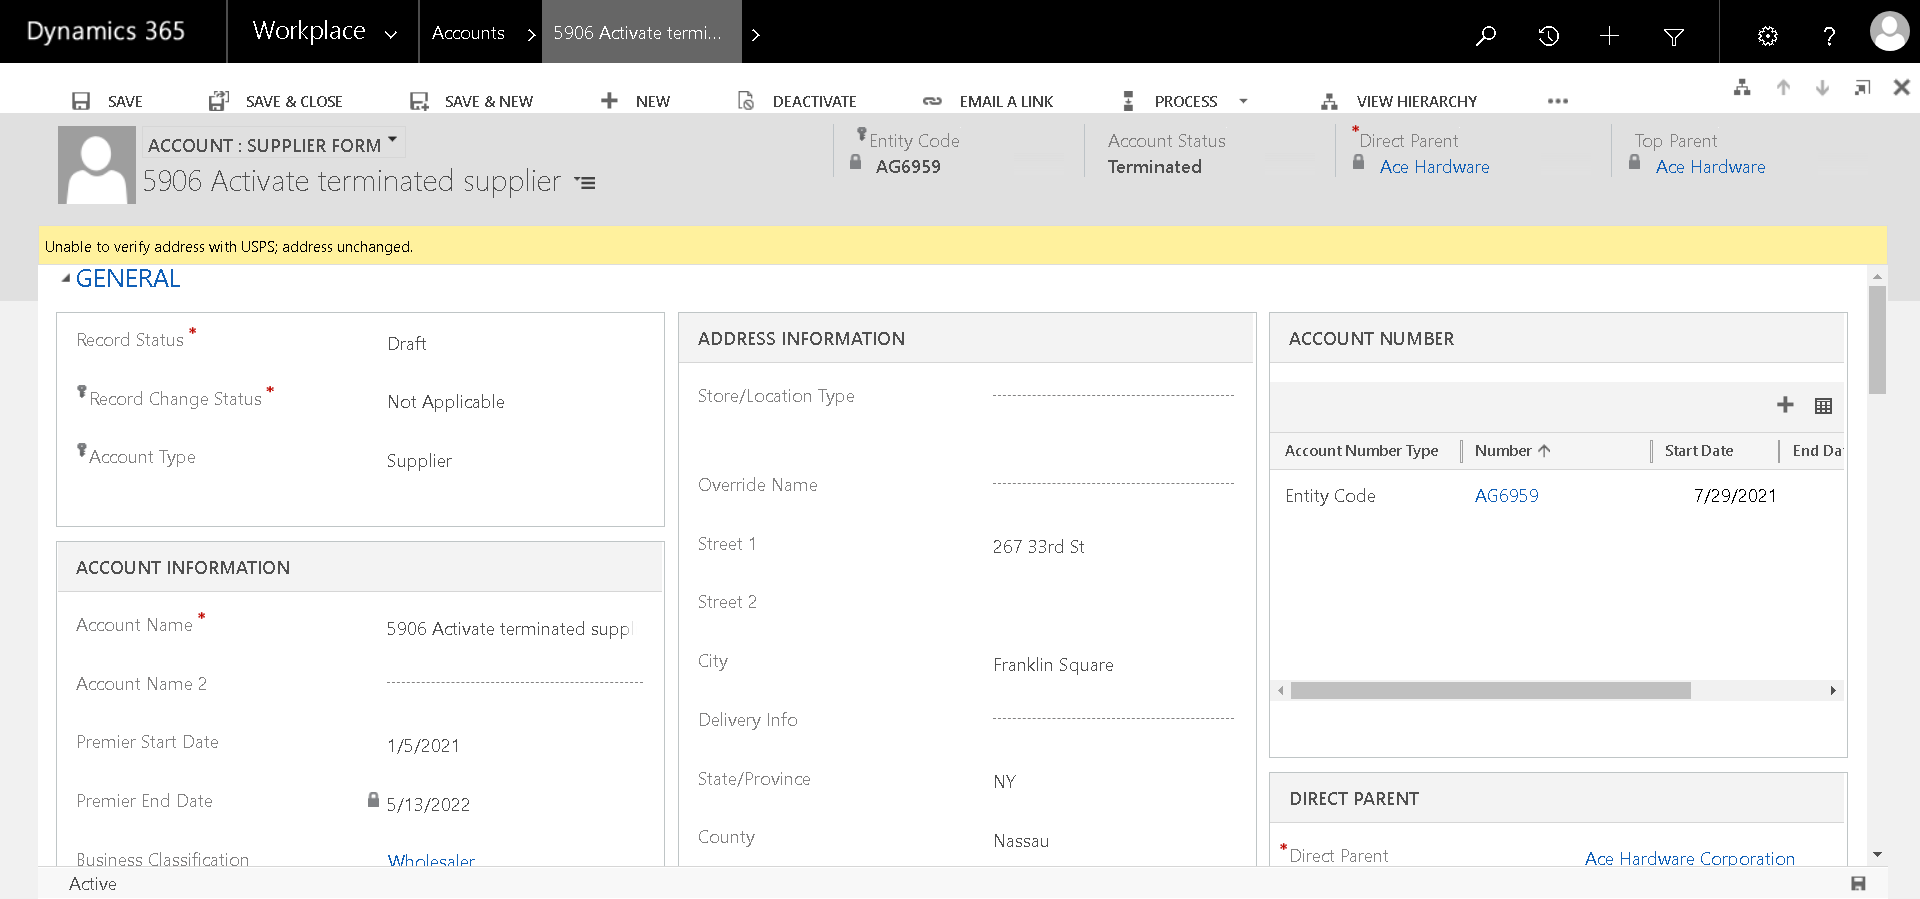 Dynamics 365
Workplace
Accounts
5906 Activate termi...
SAVE
SAVE & CLOSE
SAVE & NEW
NEW
DEACTIVATE
EMAIL A LINK
PROCESS
VIEW HIERARCHY
ACCOUNT : SUPPLIER FORM
5906 Activate terminated supplier
Entity Code
AG6959
Account Status
Terminated
*Direct Parent
Ace Hardware
Top Parent
Ace Hardware
Unable to verify address with USPS; address unchanged.
GENERAL
Record Status *
Draft
Record Change Status *
Not Applicable
Account Type
Supplier
ACCOUNT INFORMATION
Account Name *
5906 Activate terminated suppl
Account Name 2
Premier Start Date
1/5/2021
Premier End Date
5/13/2022
Business Classification
Wholesaler
ADDRESS INFORMATION
Store/Location Type
Override Name
Street 1
267 33rd St
Street 2
City
Franklin Square
Delivery Info
State/Province
NY
County
Nassau
ACCOUNT NUMBER
Account Number Type
Number
Start Date
End Da
Entity Code
AG6959
7/29/2021
DIRECT PARENT
*Direct Parent
Ace Hardware Corporation
Active